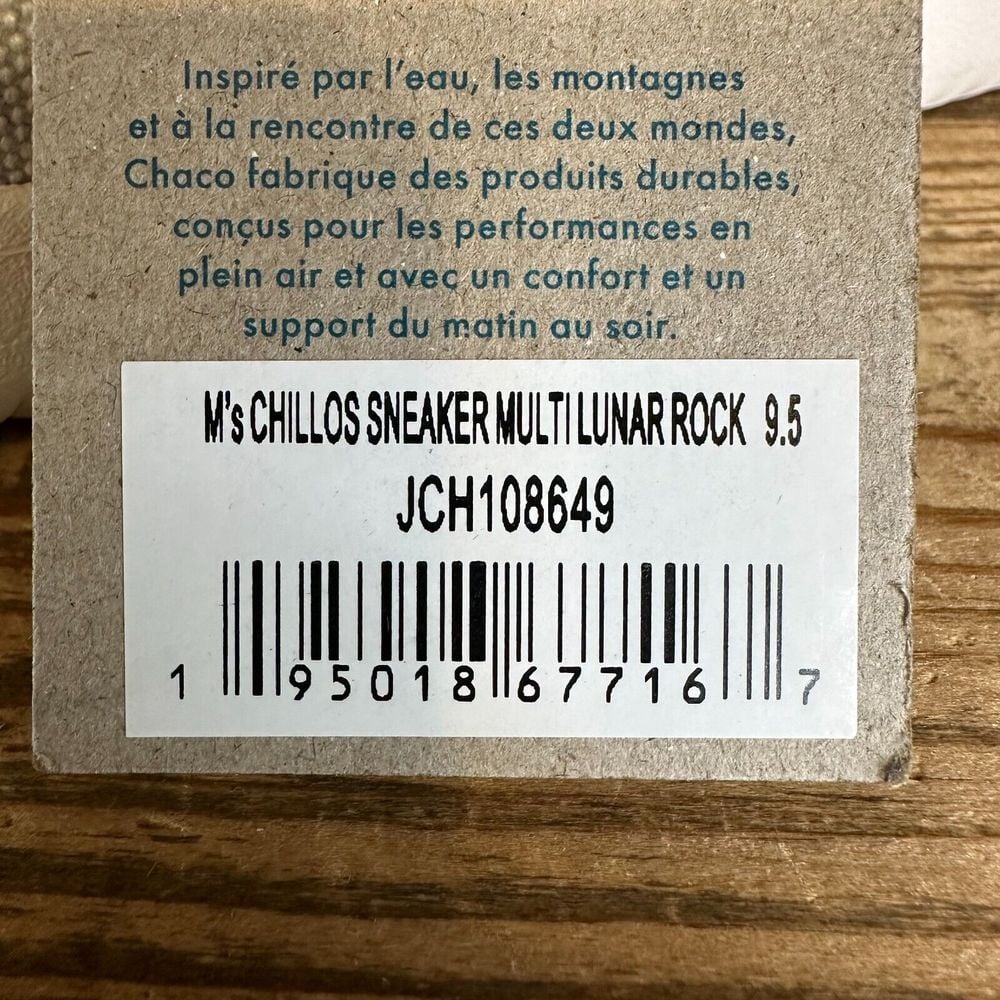 Inspiré par l'eau, les montagnes
et à la rencontre de ces deux mondes,
Chaco fabrique des produits durables,
conçus pour les performances en
plein air et avec un confort et un
support du matin au soir.
M's CHILLOS SNEAKER MULTI LUNAR ROCK 9.5
JCH108649
1 95018 67716 7